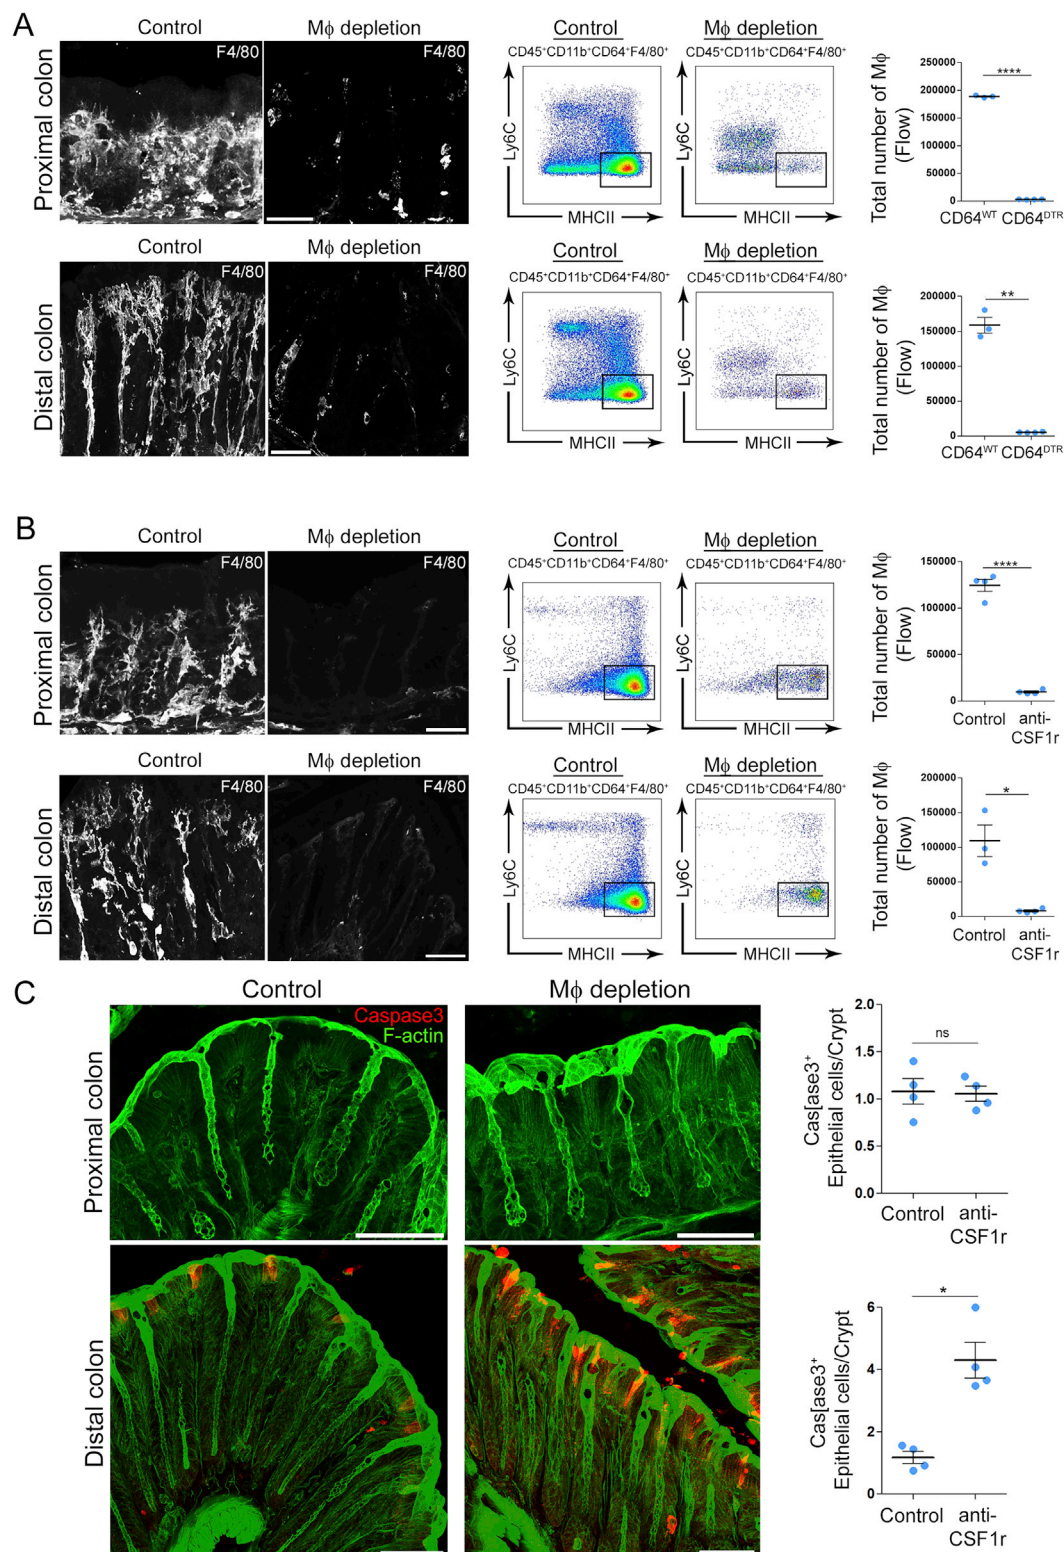 A
Control
Mϕ depletion
Control
Mϕ depletion
Proximal colon
F4/80
F4/80
CD45⁺CD11b⁺CD64⁺F4/80⁺
CD45⁺CD11b⁺CD64⁺F4/80⁺
Ly6C
MHCII
Ly6C
MHCII
Total number of Mϕ
(Flow)
250000
200000
150000
100000
50000
0
****
CD64ᵂᵀ CD64ᴰᵀᴿ
Control
Mϕ depletion
Control
Mϕ depletion
Distal colon
F4/80
F4/80
CD45⁺CD11b⁺CD64⁺F4/80⁺
CD45⁺CD11b⁺CD64⁺F4/80⁺
Ly6C
MHCII
Ly6C
MHCII
Total number of Mϕ
(Flow)
200000
150000
100000
50000
0
**
CD64ᵂᵀ CD64ᴰᵀᴿ
B
Control
Mϕ depletion
Control
Mϕ depletion
Proximal colon
F4/80
F4/80
CD45⁺CD11b⁺CD64⁺F4/80⁺
CD45⁺CD11b⁺CD64⁺F4/80⁺
Ly6C
MHCII
Ly6C
MHCII
Total number of Mϕ
(Flow)
150000
100000
50000
0
****
Control anti-
CSF1r
Control
Mϕ depletion
Control
Mϕ depletion
Distal colon
F4/80
F4/80
CD45⁺CD11b⁺CD64⁺F4/80⁺
CD45⁺CD11b⁺CD64⁺F4/80⁺
Ly6C
MHCII
Ly6C
MHCII
Total number of Mϕ
(Flow)
200000
150000
100000
50000
0
*
Control anti-
CSF1r
C
Control
Mϕ depletion
Proximal colon
Caspase3
F-actin
Cas[ase3⁺
Epithelial cells/Crypt
2.0
1.5
1.0
0.5
0.0
ns
Control anti-
CSF1r
Distal colon
Cas[ase3⁺
Epithelial cells/Crypt
6
4
2
0
*
Control anti-
CSF1r